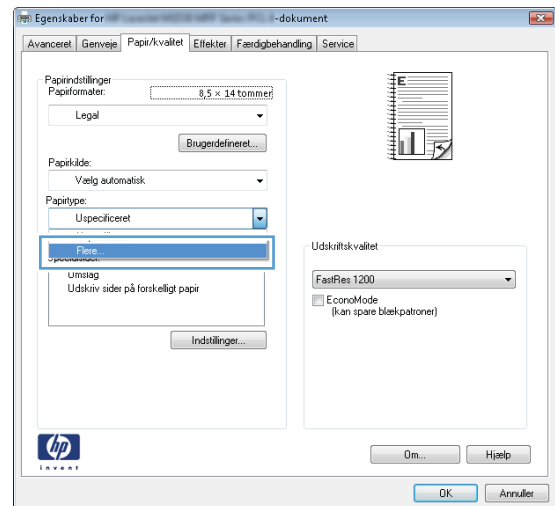 Egenskaber for -dokument
Avanceret Genveje Papir/kvalitet Effekter Færdigbehandling Service
Papirindstillinger
Papirformater: 8,5 × 14 tommer
Legal
Brugerdefineret...
Papirkilde:
Vælg automatisk
Papirtype:
Uspecificeret
Flere...
Umslag
Udskriv sider på forskelligt papir
Indstillinger...
E
Udskriftskvalitet
FastRes 1200
EconoMode
(kan spare blækpatroner)
hp
invent
Om... Hjælp
OK Annuller